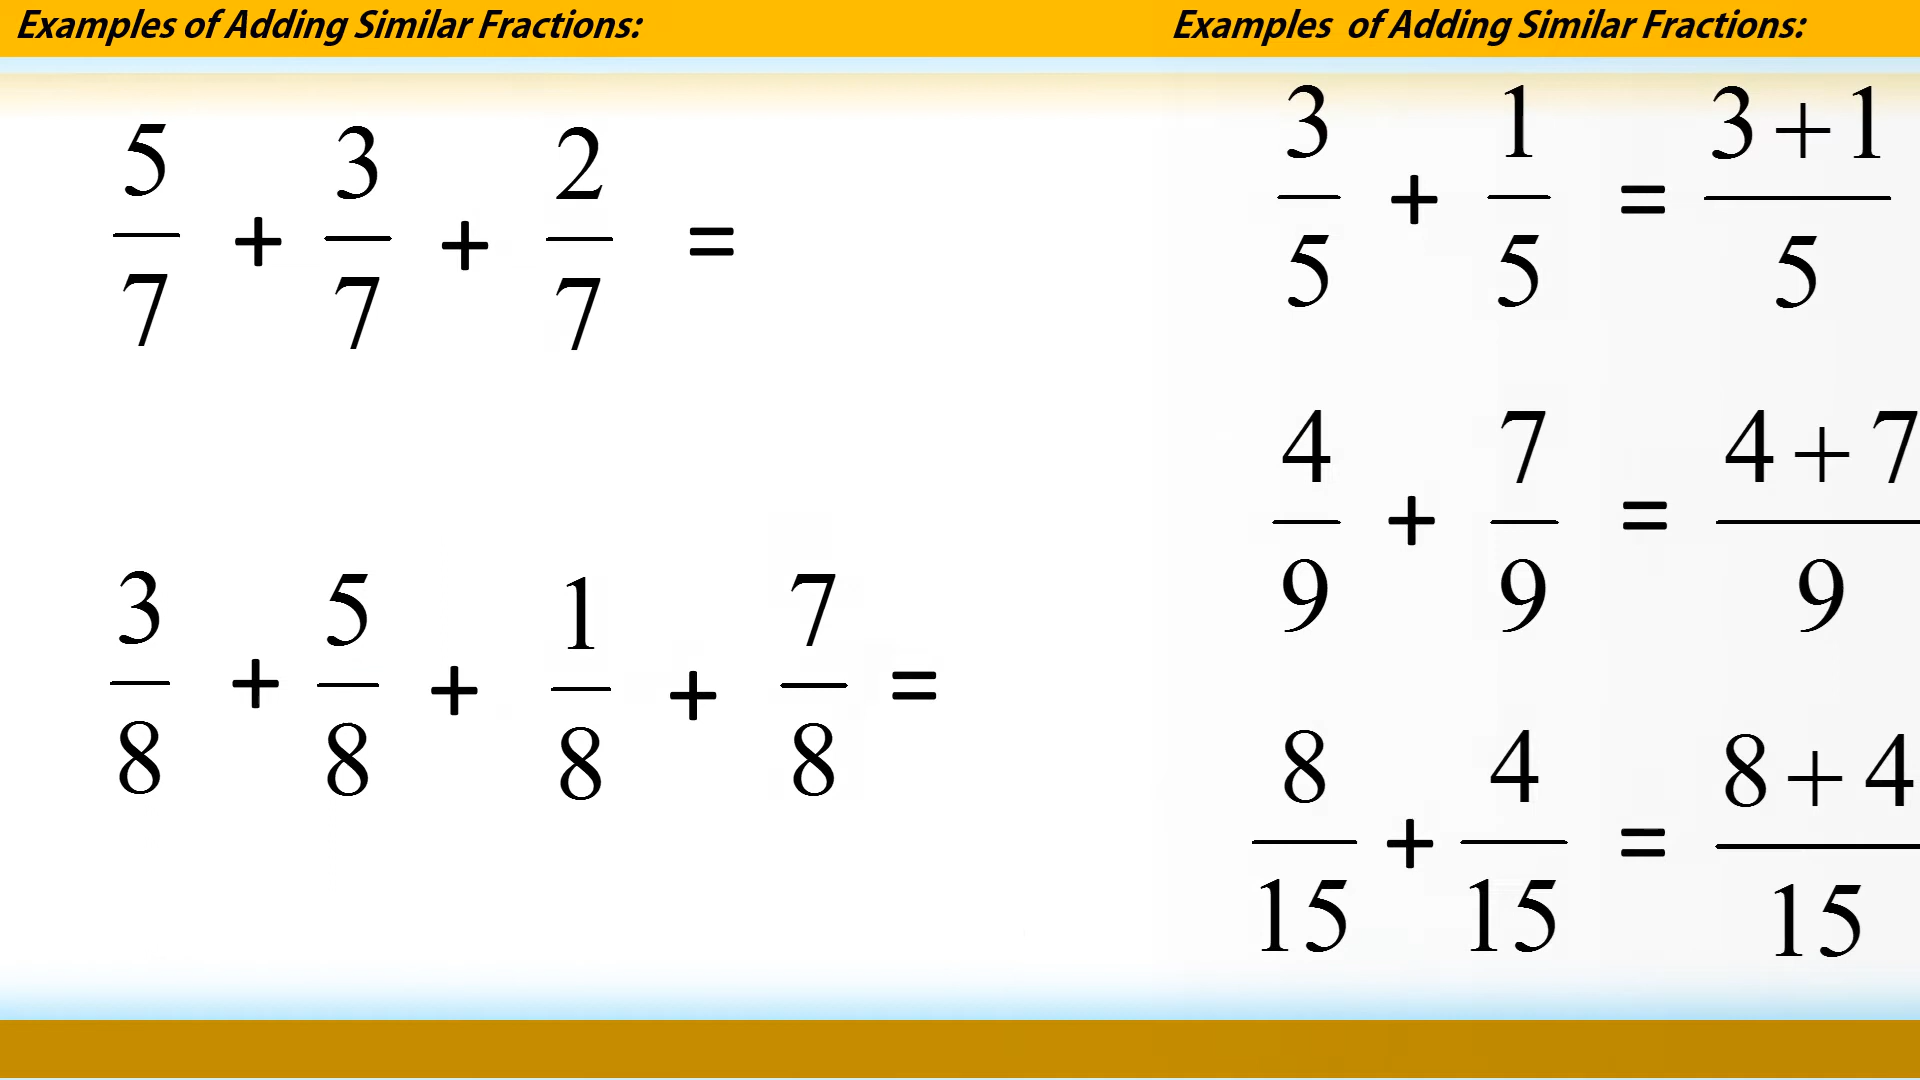 Examples of Adding Similar Fractions:
5/7 + 3/7 + 2/7 =
3/8 + 5/8 + 1/8 + 7/8 =
Examples of Adding Similar Fractions:
3/5 + 1/5 = 3+1/5
4/9 + 7/9 = 4+7/9
8/15 + 4/15 = 8+4/15